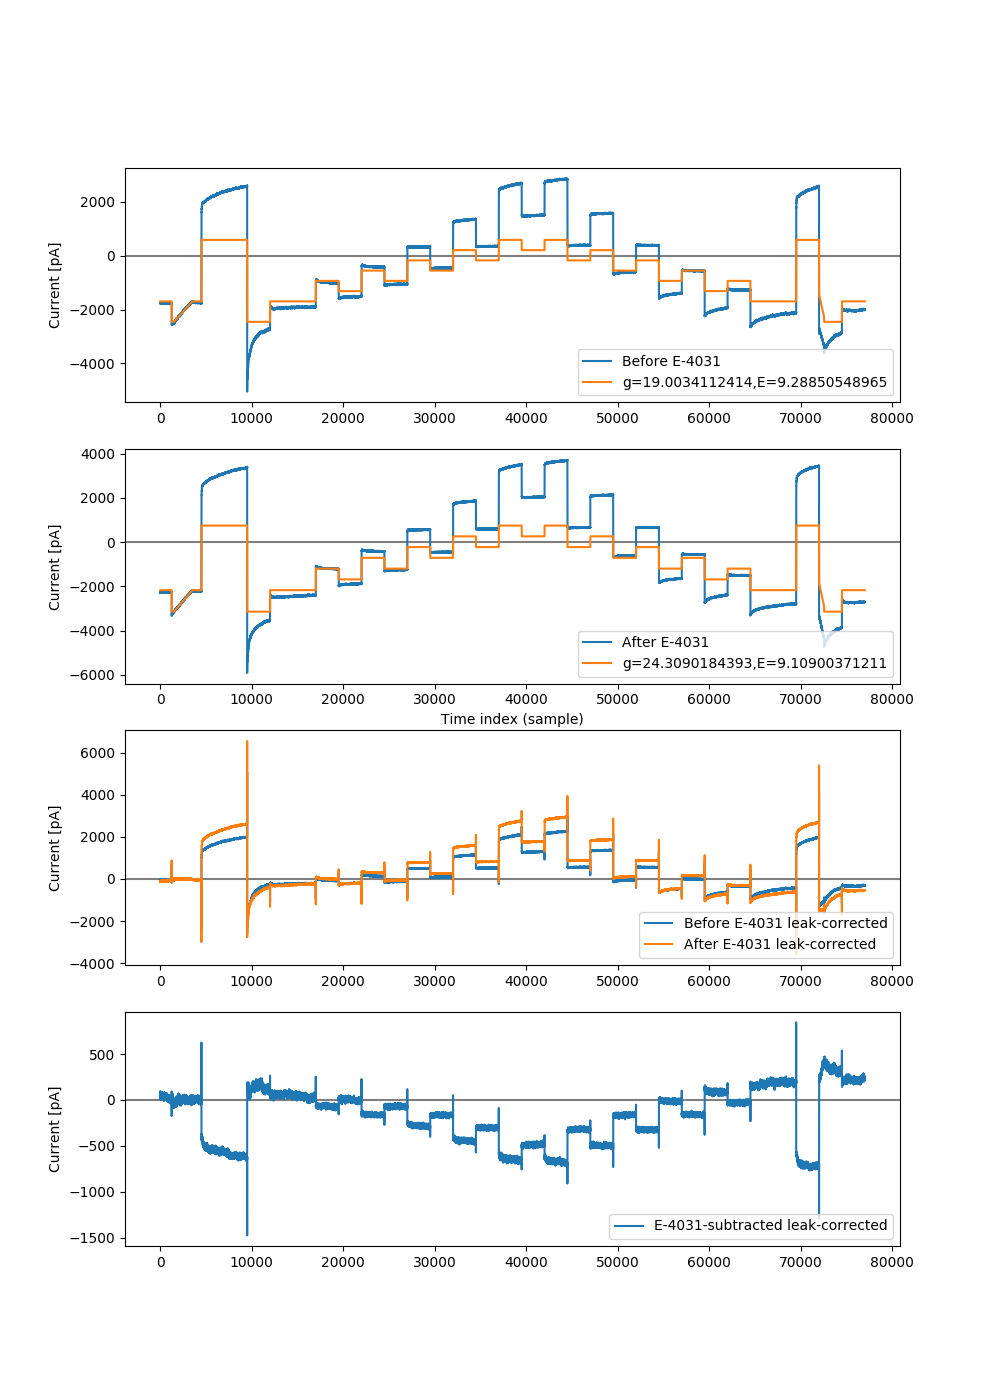 2000
0
−2000
−4000
Current [pA]
Before E-4031
g=19.0034112414,E=9.28850548965
0 10000 20000 30000 40000 50000 60000 70000 80000
4000
2000
0
−2000
−4000
−6000
Current [pA]
After E-4031
g=24.3090184393,E=9.10900371211
0 10000 20000 30000 40000 50000 60000 70000 80000
Time index (sample)
6000
4000
2000
0
−2000
−4000
Current [pA]
Before E-4031 leak-corrected
After E-4031 leak-corrected
0 10000 20000 30000 40000 50000 60000 70000 80000
500
0
−500
−1000
−1500
Current [pA]
E-4031-subtracted leak-corrected
0 10000 20000 30000 40000 50000 60000 70000 80000